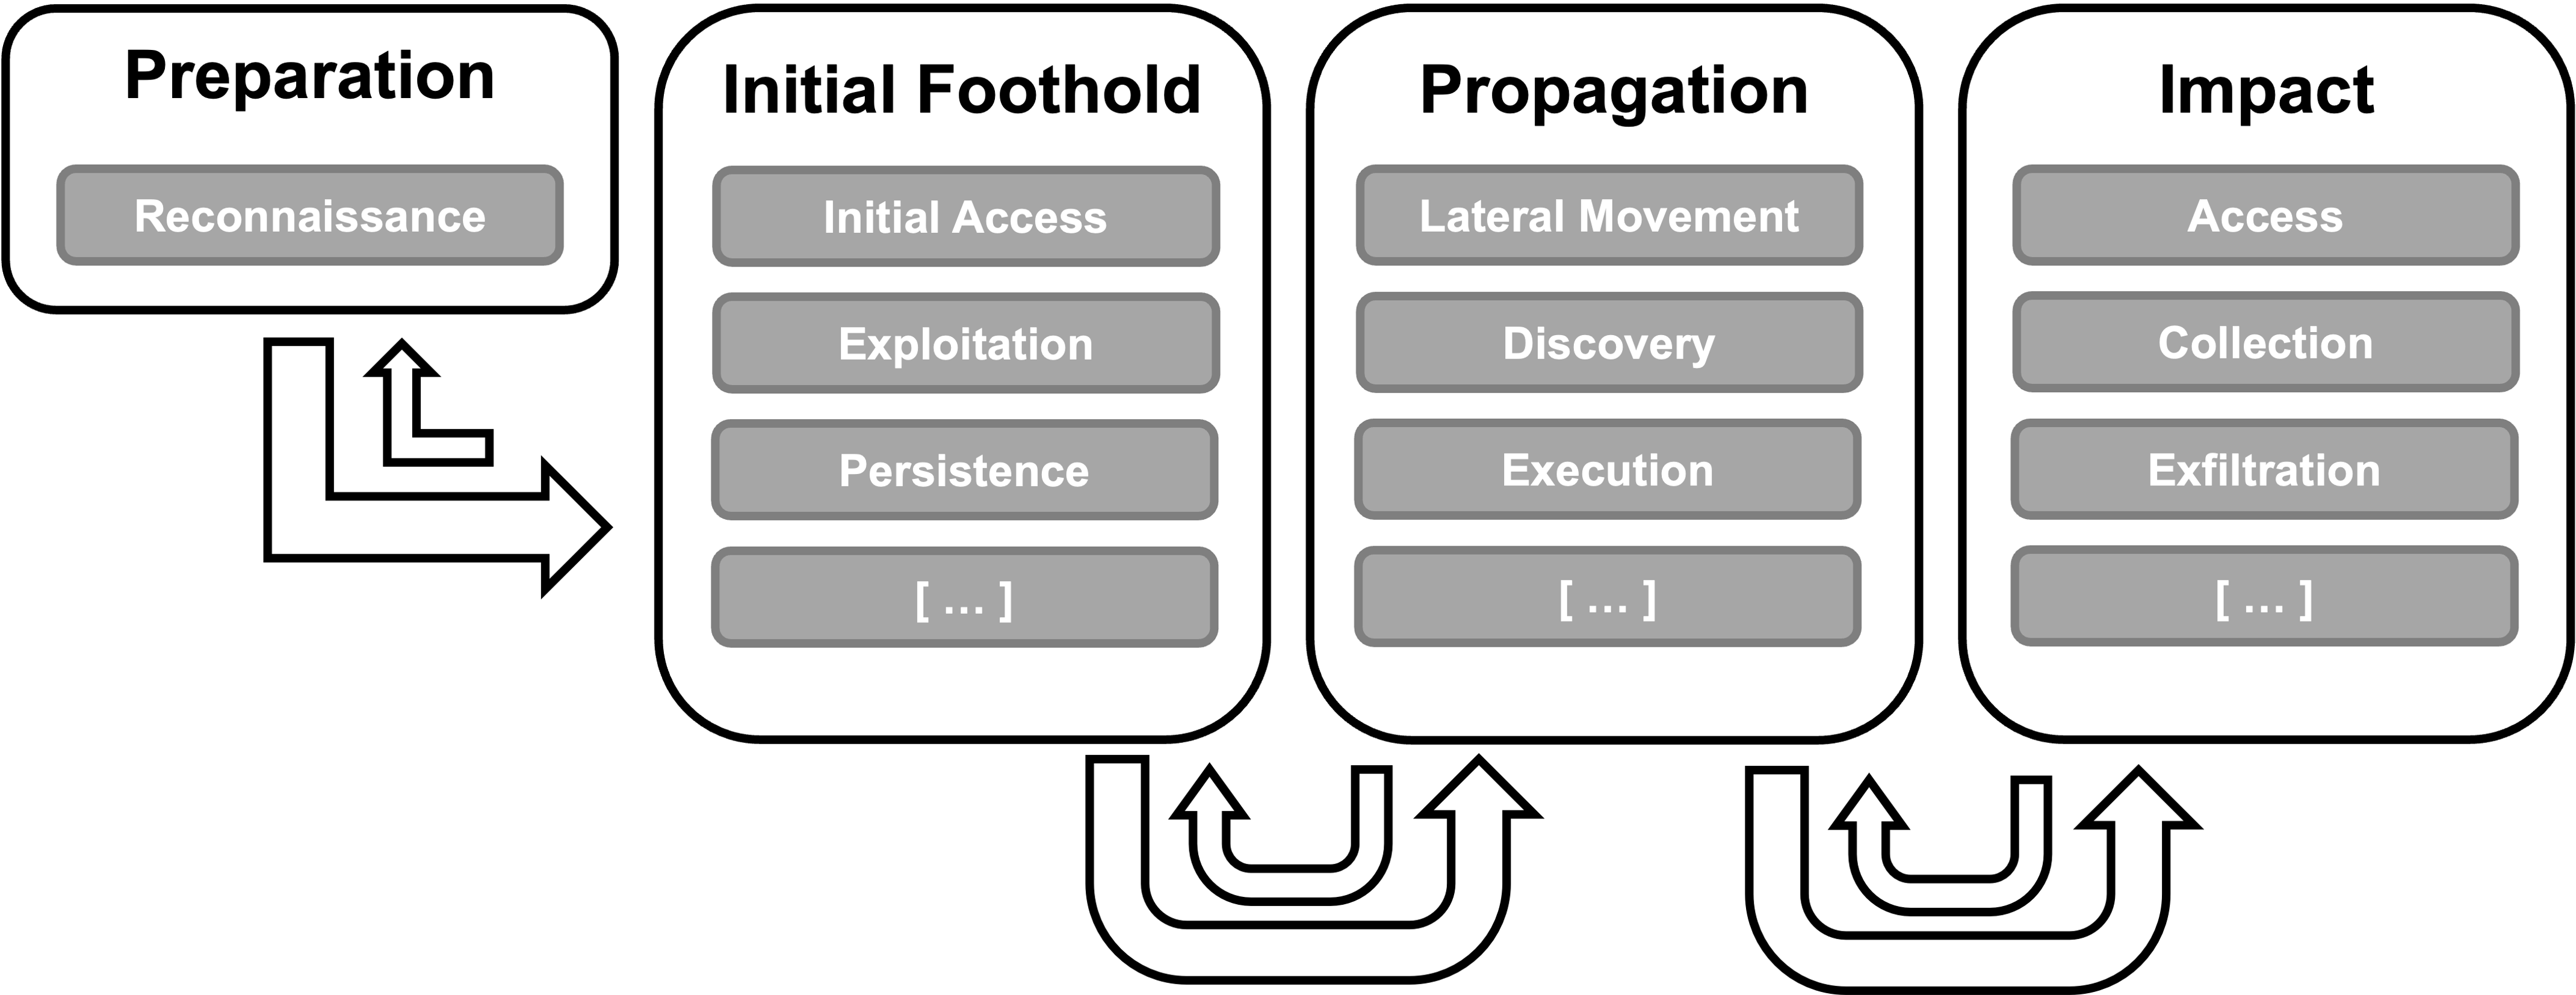 Preparation
Reconnaissance
Initial Foothold
Initial Access
Exploitation
Persistence
[ ... ]
Propagation
Lateral Movement
Discovery
Execution
[ ... ]
Impact
Access
Collection
Exfiltration
[ ... ]